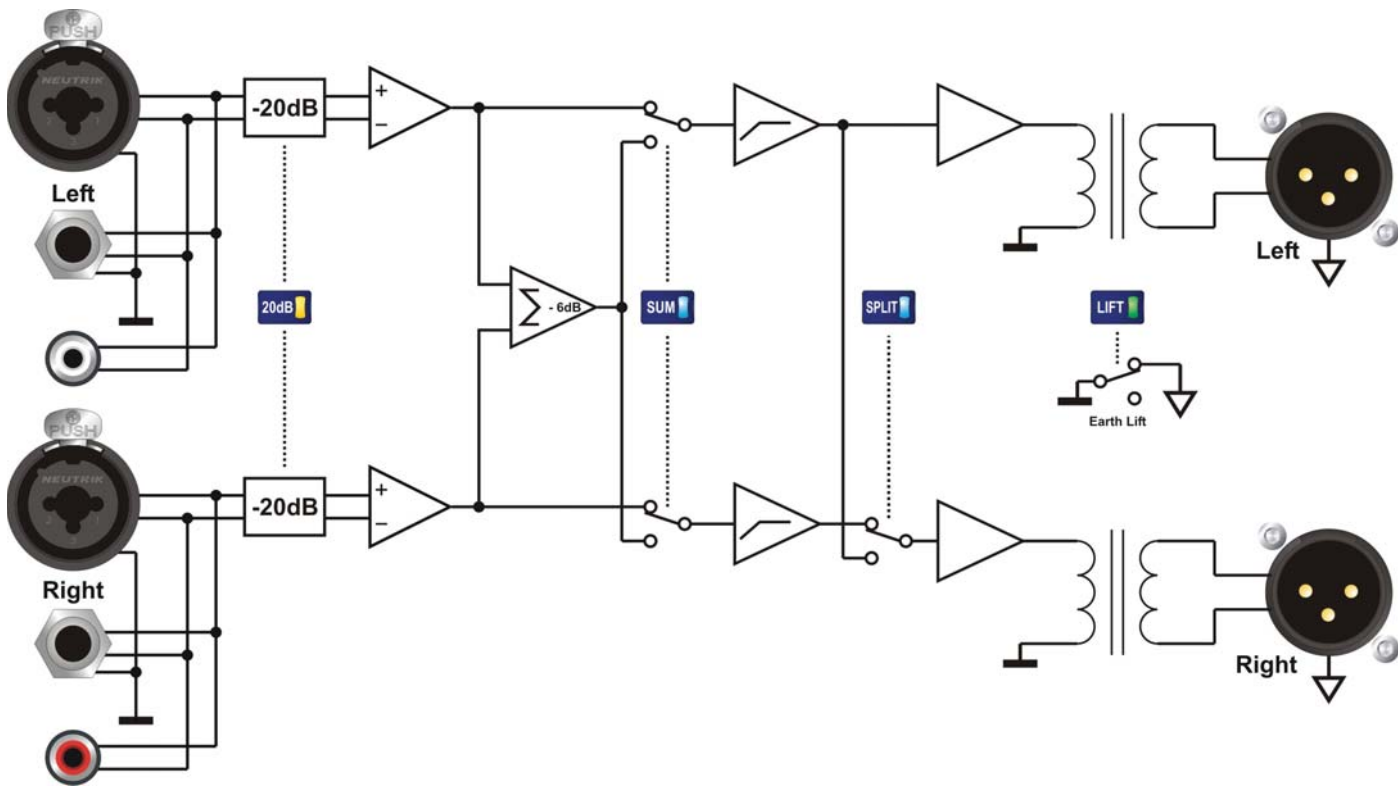 PUSH
NEUTRIK
Left
-20dB
+
−
20dB
Σ - 6dB
SUM
SPLIT
LIFT
Earth Lift
Left
PUSH
NEUTRIK
Right
-20dB
+
−
Right